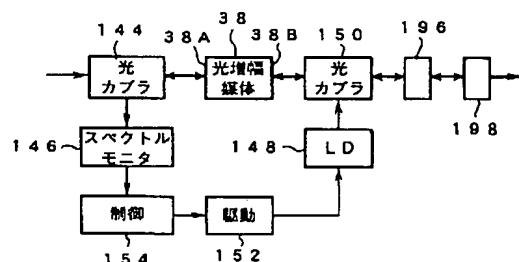 144
38A
38
38B
150
196
光
カプラ
光増幅
媒体
光
カプラ
198
146
スペクトル
モニタ
148
LD
制御
駆動
154
152